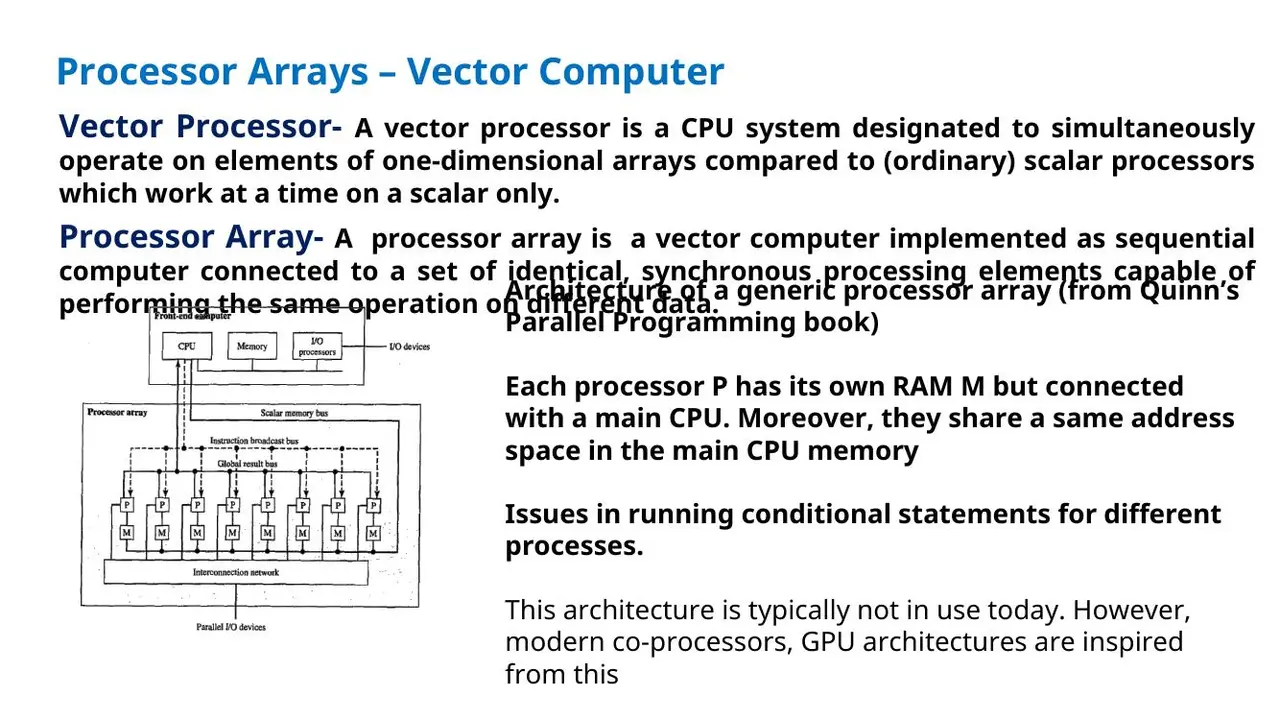 Processor Arrays – Vector Computer
Vector Processor- A vector processor is a CPU system designated to simultaneously
operate on elements of one-dimensional arrays compared to (ordinary) scalar processors
which work at a time on a scalar only.
Processor Array- A processor array is a vector computer implemented as sequential
computer connected to a set of identical, synchronous processing elements capable of
performing the same operation on different data.
Front-end computer
CPU
Memory
I/O
processors
I/O devices
Processor array
Scalar memory bus
Instruction broadcast bus
Global result bus
P P P P P P P P
M M M M M M M M
Interconnection network
Parallel I/O devices
Architecture of a generic processor array (from Quinn’s
Parallel Programming book)
Each processor P has its own RAM M but connected
with a main CPU. Moreover, they share a same address
space in the main CPU memory
Issues in running conditional statements for different
processes.
This architecture is typically not in use today. However,
modern co-processors, GPU architectures are inspired
from this